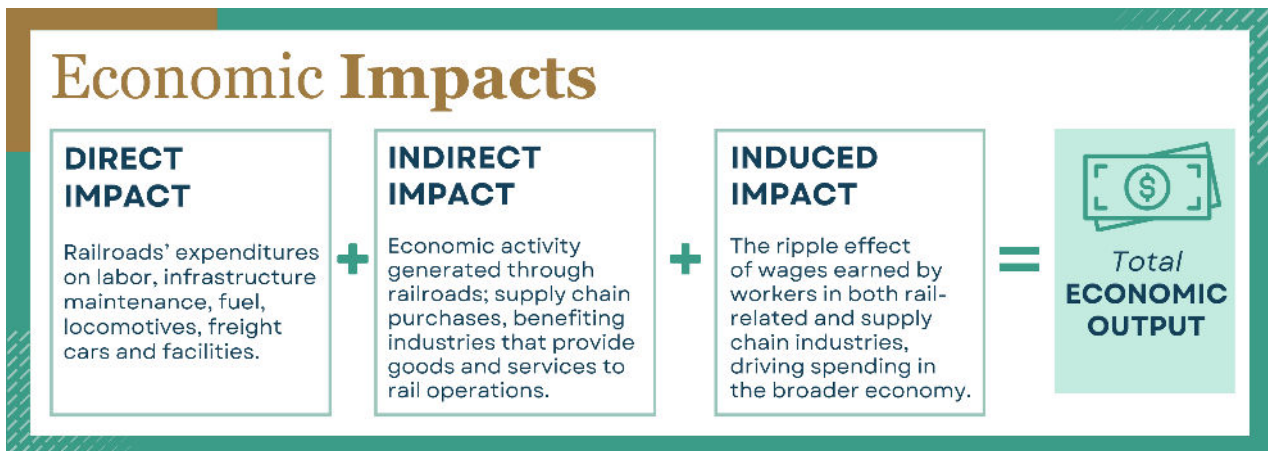 Economic Impacts
DIRECT
IMPACT
Railroads’ expenditures
on labor, infrastructure
maintenance, fuel,
locomotives, freight
cars and facilities.
+
INDIRECT
IMPACT
Economic activity
generated through
railroads; supply chain
purchases, benefiting
industries that provide
goods and services to
rail operations.
+
INDUCED
IMPACT
The ripple effect
of wages earned by
workers in both rail-
related and supply
chain industries,
driving spending in
the broader economy.
=
$
Total
ECONOMIC
OUTPUT